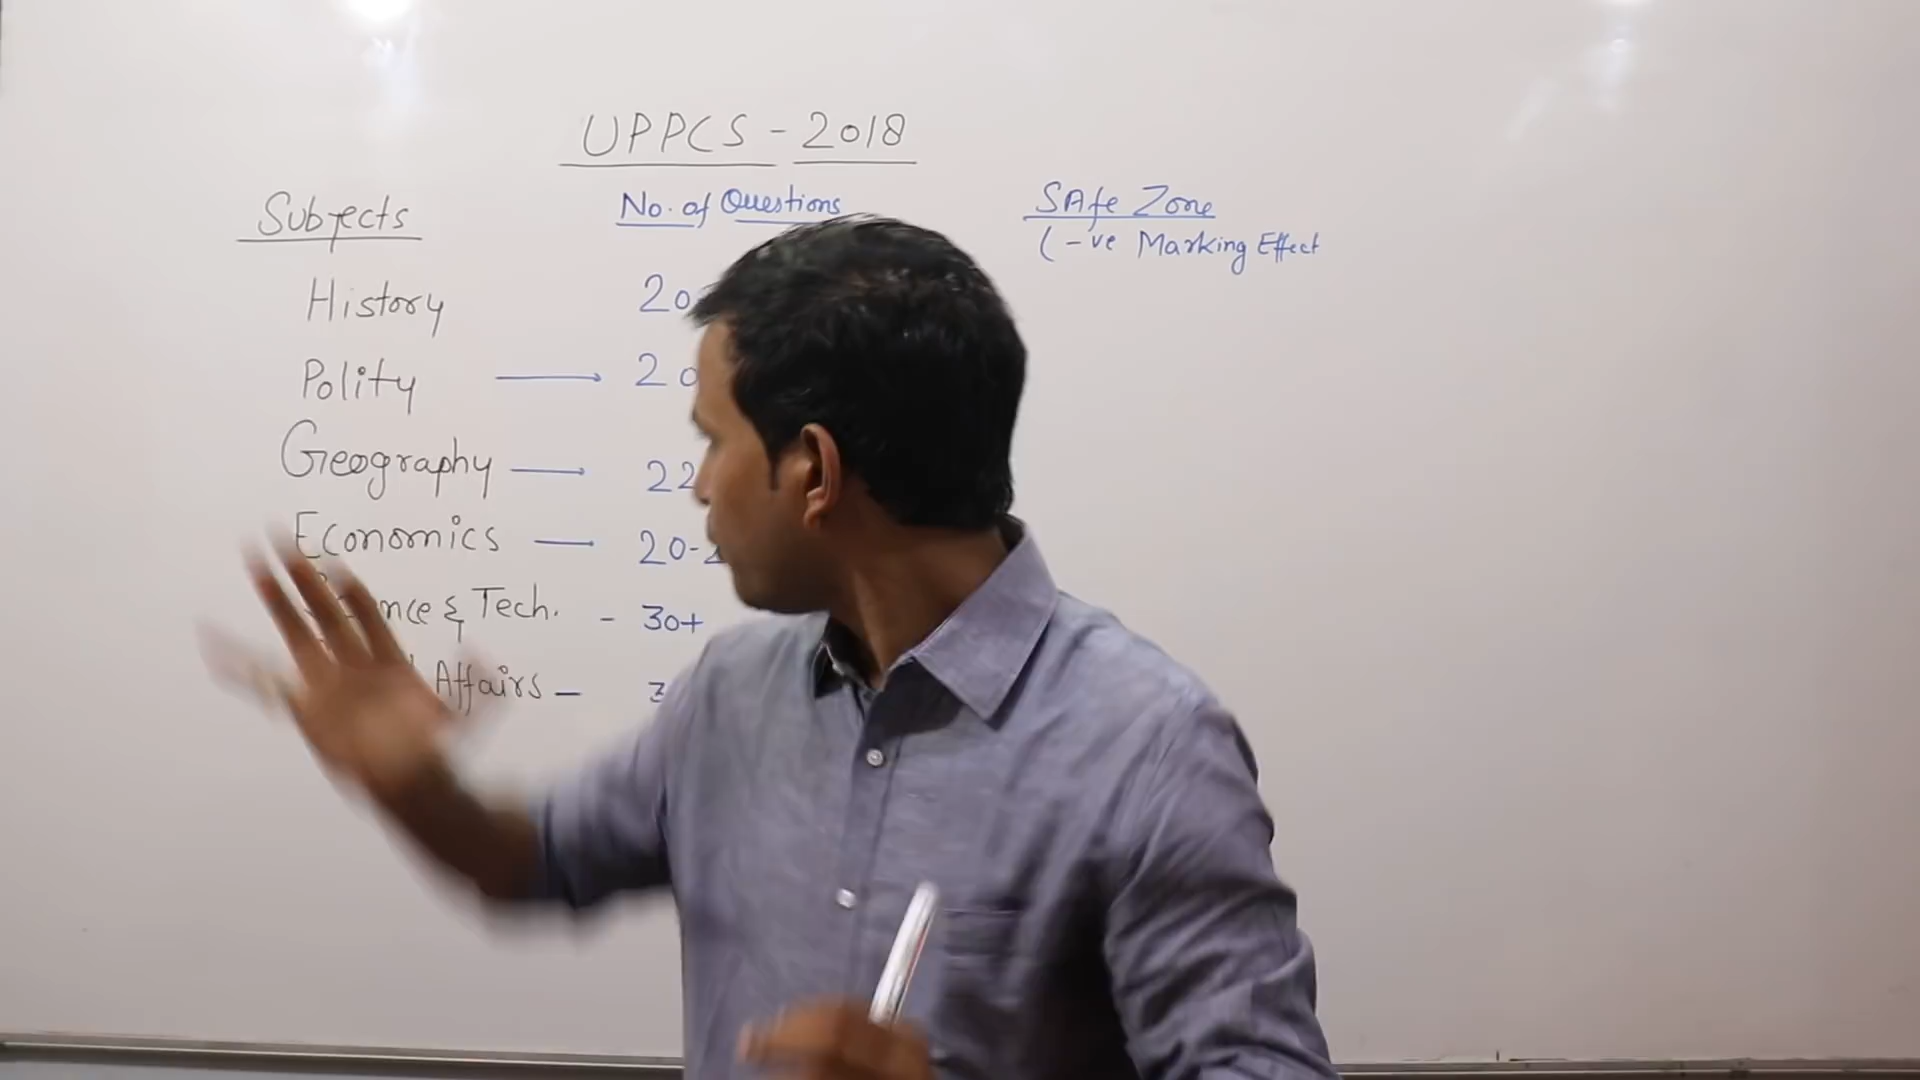 UPPCS - 2018
Subjects
No. of Questions
SAfe Zone
(-ve Marking Effect
History
20
Polity
20
Geography
22
Economics
20-
& Tech. - 30+
Affairs -